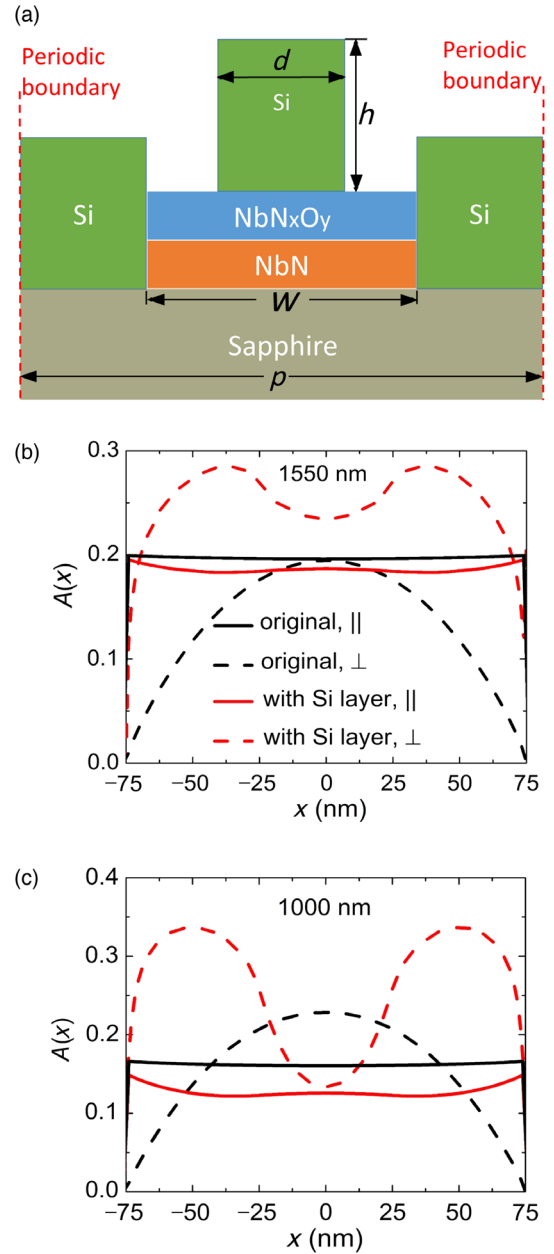 (a)
Periodic
boundary
Periodic
boundary
d
Si
h
Si
Si
NbNxOy
NbN
W
Sapphire
p
(b)
0.3
0.2
0.1
0.0
A(x)
1550 nm
original, ||
original, ⊥
with Si layer, ||
with Si layer, ⊥
−75 −50 −25 0 25 50 75
x (nm)
(c)
0.4
0.3
0.2
0.1
0.0
A(x)
1000 nm
−75 −50 −25 0 25 50 75
x (nm)